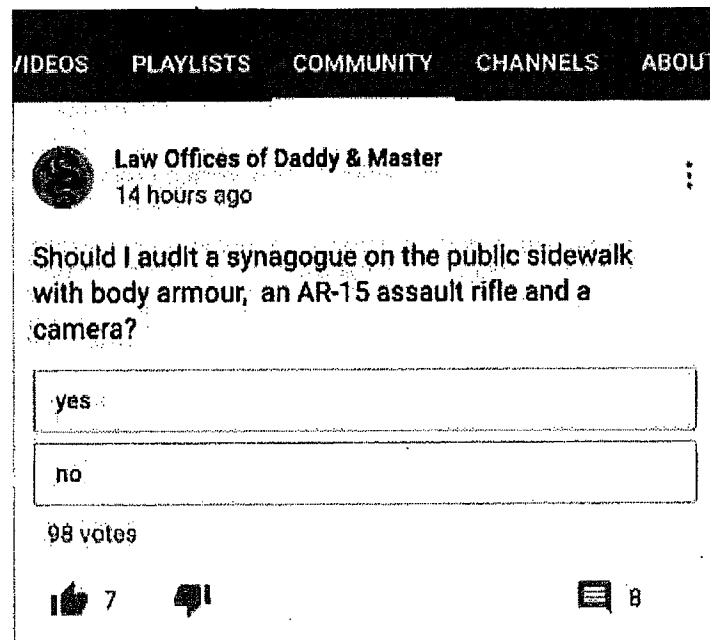 VIDEOS PLAYLISTS COMMUNITY CHANNELS ABOUT
Law Offices of Daddy & Master
14 hours ago
Should I audit a synagogue on the public sidewalk
with body armour, an AR-15 assault rifle and a
camera?
yes
no
98 votes
7 8